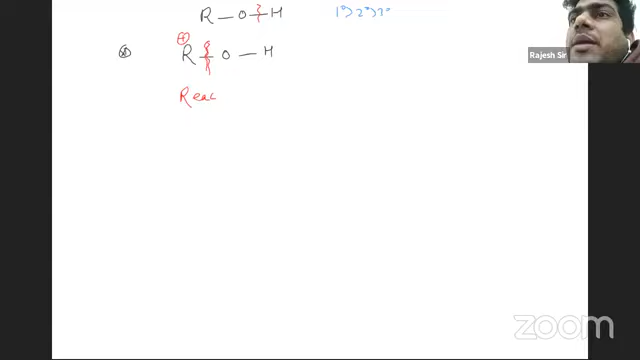 R — O — H 1°>2°>3°
⊕
R — O — H
Reac
Rajesh Sir
zoom